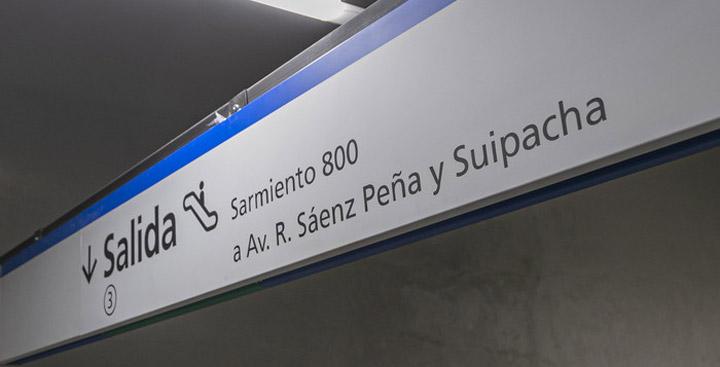 ↓ Salida
③
Sarmiento 800
a Av. R. Sáenz Peña y Suipacha